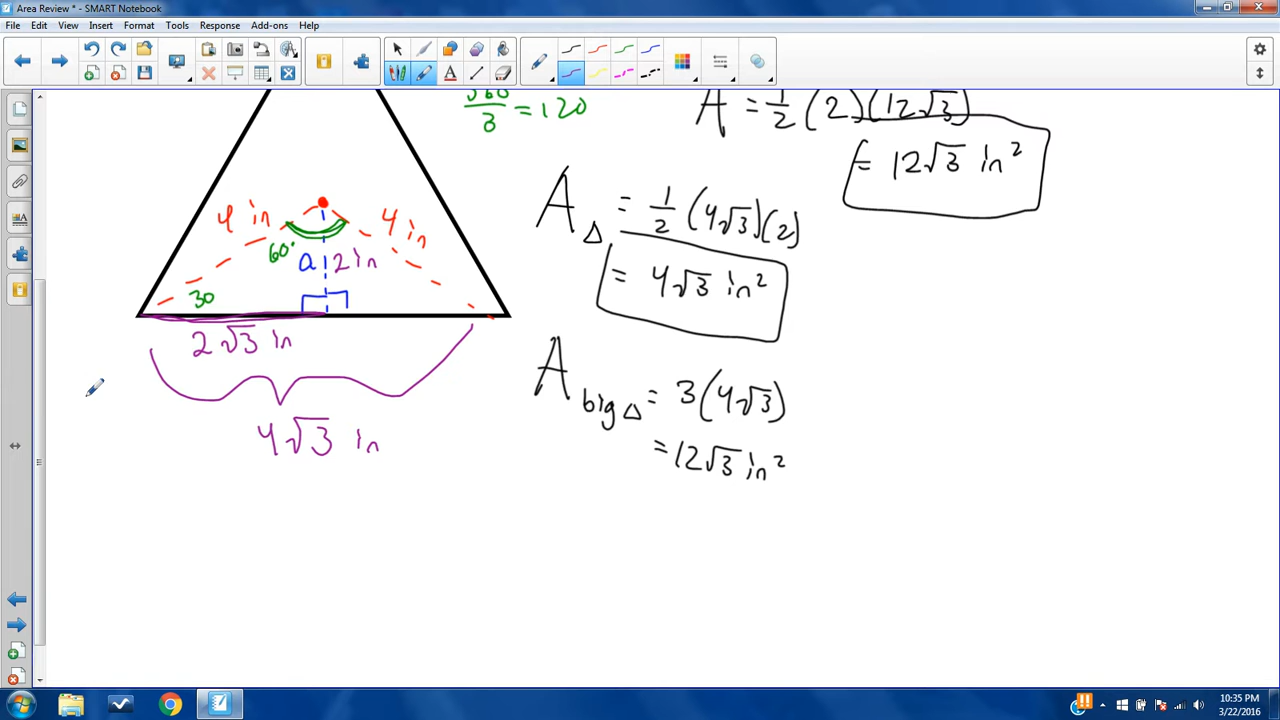 Area Review * - SMART Notebook
File Edit View Insert Format Tools Response Add-ons Help
360/3 = 120
A = 1/2 (2)(12√3)
= 12√3 in²
4 in
4 in
60°
a
2 in
30
2√3 in
4√3 in
A△ = 1/2 (4√3)(2)
= 4√3 in²
A big△ = 3(4√3)
= 12√3 in²
10:35 PM
3/22/2016